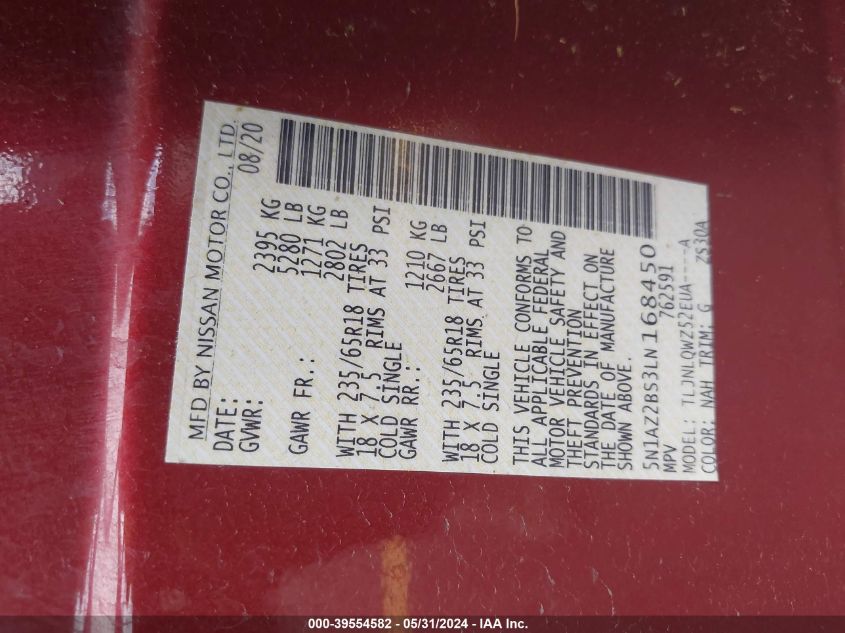 MFD BY NISSAN MOTOR CO., LTD.
DATE: 08/20
GVWR: 2395 KG
5280 LB
GAWR FR.: 1271 KG
2802 LB
WITH 235/65R18 TIRES
18 X 7.5 RIMS AT 33 PSI
COLD SINGLE
GAWR RR.: 1210 KG
2667 LB
WITH 235/65R18 TIRES
18 X 7.5 RIMS AT 33 PSI
COLD SINGLE
THIS VEHICLE CONFORMS TO
ALL APPLICABLE FEDERAL
MOTOR VEHICLE SAFETY AND
THEFT PREVENTION
STANDARDS IN EFFECT ON
THE DATE OF MANUFACTURE
SHOWN ABOVE.
5N1AZ2BS3LN168450
MPV 762591
MODEL: TLJNLQWZ52EUA----A
COLOR: NAH TRIM: G 2S30A
000-39554582 - 05/31/2024 - IAA Inc.